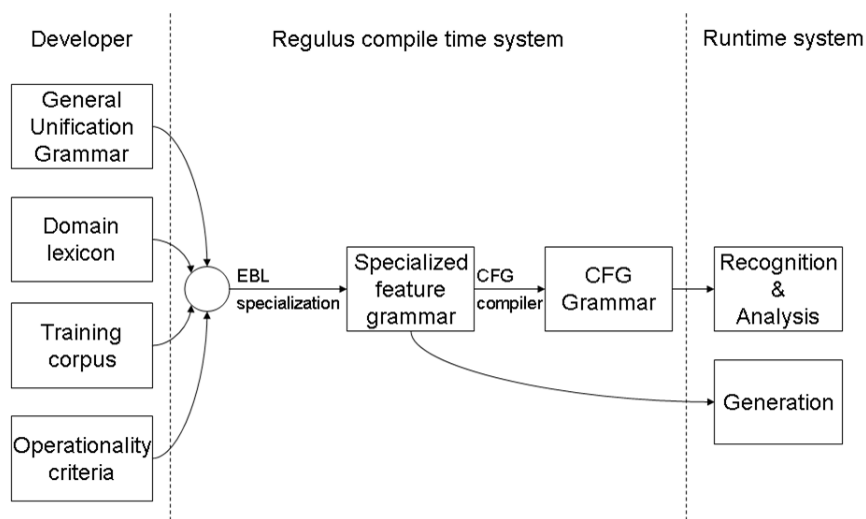 Developer
Regulus compile time system
Runtime system
General
Unification
Grammar
Domain
lexicon
Training
corpus
Operationality
criteria
EBL
specialization
Specialized
feature
grammar
CFG
compiler
CFG
Grammar
Recognition
&
Analysis
Generation